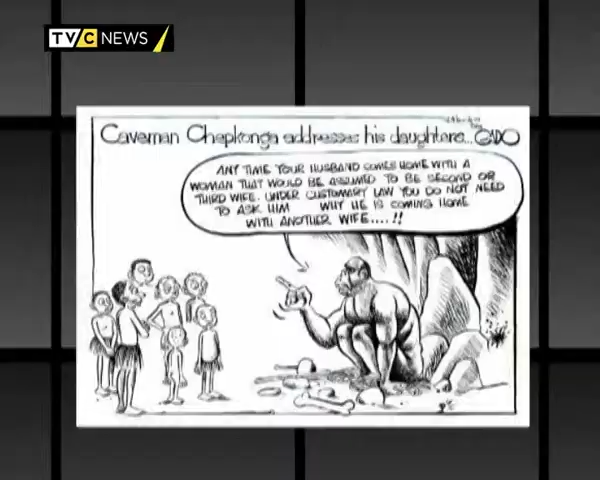 TVC NEWS
Caveman Chepkonga addresses his daughters... GADO
ANY TIME YOUR HUSBAND COMES HOME WITH A
WOMAN THAT WOULD BE ASSUMED TO BE SECOND OR
THIRD WIFE. UNDER CUSTOMARY LAW YOU DO NOT NEED
TO ASK HIM WHY HE IS COMING HOME
WITH ANOTHER WIFE....!!